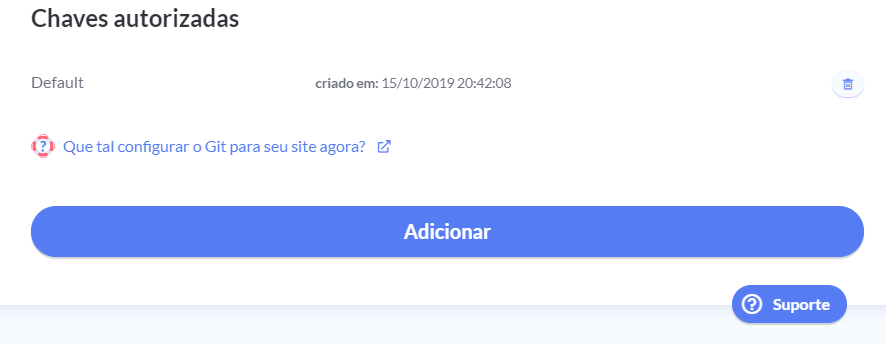 Chaves autorizadas
Default criado em: 15/10/2019 20:42:08
? Que tal configurar o Git para seu site agora?
Adicionar
? Suporte